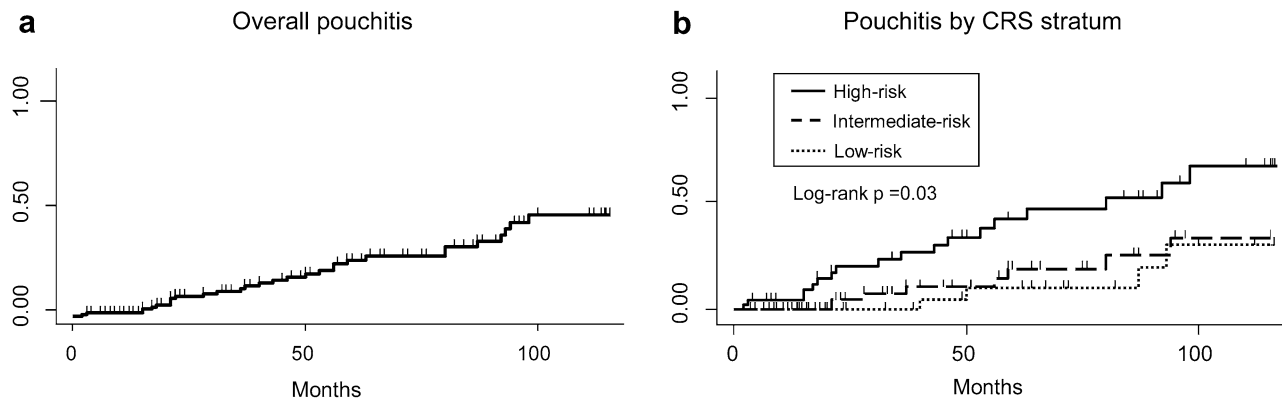 a
Overall pouchitis
1.00
0.50
0.00
0
50
100
Months
b
Pouchitis by CRS stratum
1.00
0.50
0.00
High-risk
Intermediate-risk
Low-risk
Log-rank p =0.03
0
50
100
Months